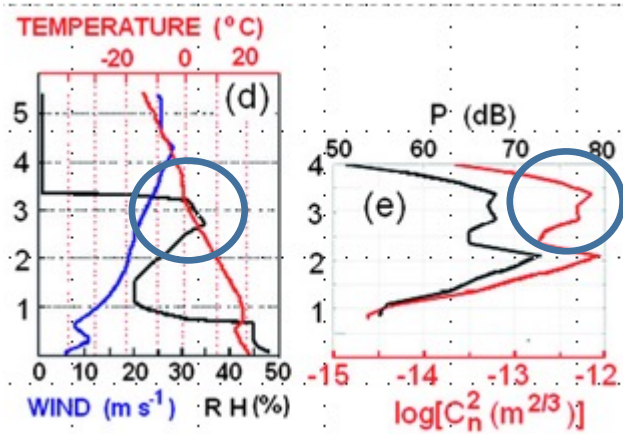 TEMPERATURE (°C)
-20 0 20
(d)
5
4
3
2
1
0 10 20 30 40 50
WIND (m s⁻¹) R H (%)
P (dB)
50 60 70 80
(e)
4
3
2
1
-15 -14 -13 -12
log[Cₙ² (m²/³)]